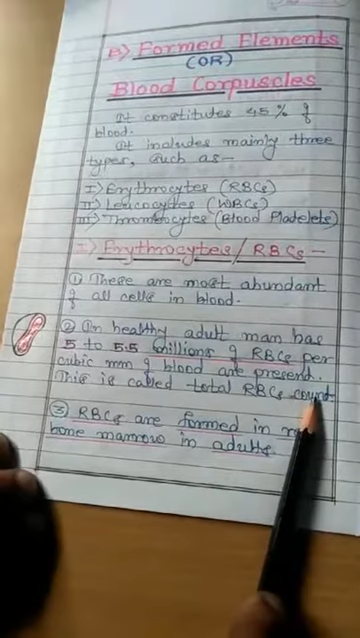 B) Formed Elements
(OR)
Blood Corpuscles
It constitutes 45% of
blood.
It includes mainly three
types, such as-
I) Erythrocytes (RBCs)
II) Leucocytes (WBCs)
III) Thrombocytes (Blood Platelets)
I) Erythrocytes/RBCs -
① These are most abundant
of all cells in blood.
② In healthy adult man has
5 to 5.5 millions of RBCs per
cubic mm of blood are present.
This is called total RBCs count
③ RBCs are formed in
bone marrow in adults.